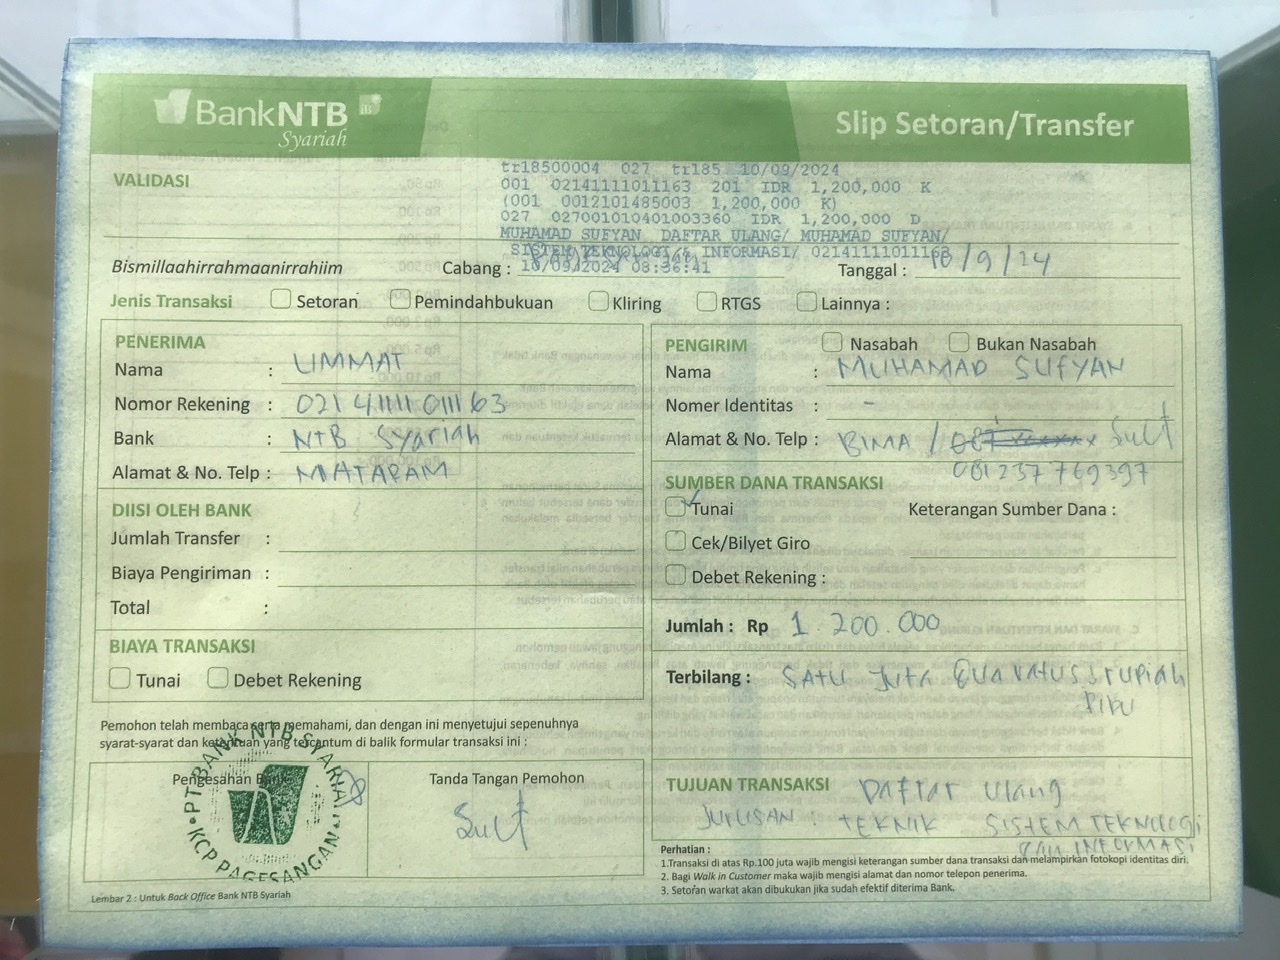 BankNTB
Syariah
Slip Setoran/Transfer
VALIDASI
tr18500004 027 tr185 10/09/2024
001 02141111011163 201 IDR 1,200,000 K
(001 0012101485003 1,200,000 K)
027 027001010401003360 IDR 1,200,000 D
MUHAMAD SUFYAN DAFTAR ULANG/ MUHAMAD SUFYAN/
SISTEM TEKNOLOGI & INFORMASI/ 02141111011163
10/09/2024 08:36:41
Bismillaahirrahmaanirrahiim Cabang : Tanggal : 10/9/24
Jenis Transaksi Setoran Pemindahbukuan Kliring RTGS Lainnya :
PENERIMA
Nama : UMMAT
Nomor Rekening : 02141111011163
Bank : NTB Syariah
Alamat & No. Telp : MATARAM
DIISI OLEH BANK
Jumlah Transfer :
Biaya Pengiriman :
Total :
BIAYA TRANSAKSI
Tunai Debet Rekening
Pemohon telah membaca serta memahami, dan dengan ini menyetujui sepenuhnya
syarat-syarat dan ketentuan yang tercantum di balik formular transaksi ini :
Pengesahan Bank
PT BANK NTB SYARIAH
KCP PAGESANGAN
Tanda Tangan Pemohon
Lembar 2 : Untuk Back Office Bank NTB Syariah
PENGIRIM Nasabah Bukan Nasabah
Nama : MUHAMAD SUFYAN
Nomer Identitas : -
Alamat & No. Telp : BIMA /
081237769397
SUMBER DANA TRANSAKSI
Tunai Keterangan Sumber Dana :
Cek/Bilyet Giro
Debet Rekening :
Jumlah : Rp 1.200.000
Terbilang : SATU Juta rupiah
ribu
TUJUAN TRANSAKSI Daftar Ulang
JURUSAN : TEKNIK SISTEM TEKNOLOGI
DAN INFORMASI
Perhatian :
1.Transaksi di atas Rp.100 juta wajib mengisi keterangan sumber dana transaksi dan melampirkan fotokopi identitas diri.
2. Bagi Walk in Customer maka wajib mengisi alamat dan nomor telepon penerima.
3. Setoran warkat akan dibukukan jika sudah efektif diterima Bank.